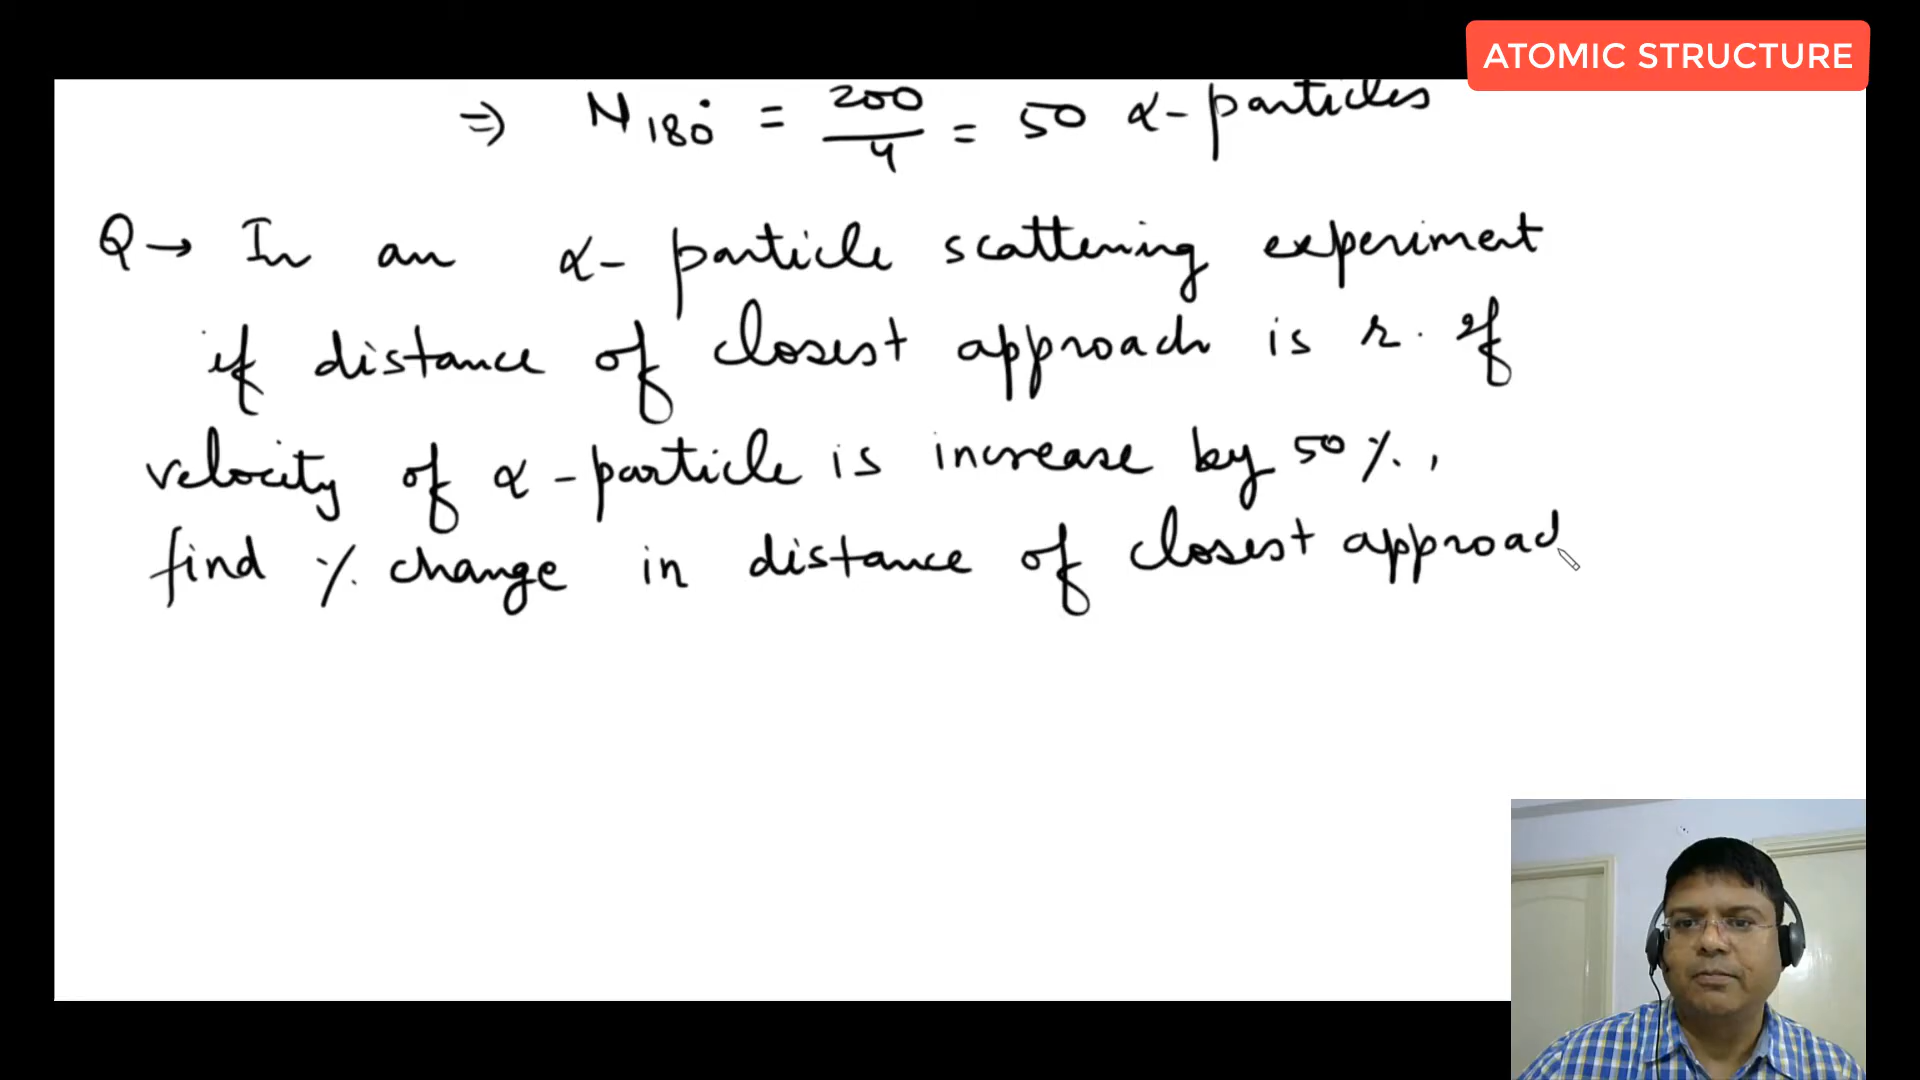 ATOMIC STRUCTURE
⇒ N180° = 200/4 = 50 α-particles
Q→ In an α-particle scattering experiment
if distance of closest approach is r. If
velocity of α-particle is increase by 50%,
find % change in distance of closest approac